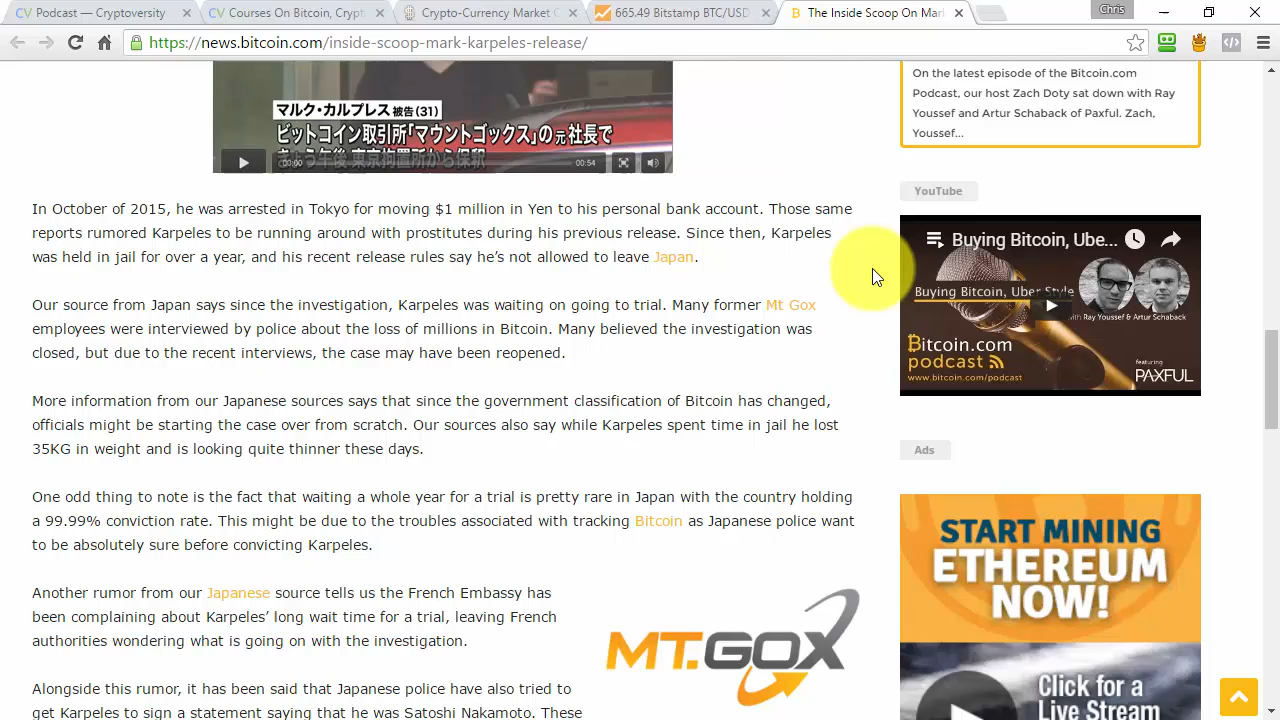 CV Podcast — Cryptoversity
CV Courses On Bitcoin, Crypt
Crypto-Currency Market C
665.49 Bitstamp BTC/USD
The Inside Scoop On Mar
Chris
https://news.bitcoin.com/inside-scoop-mark-karpeles-release/
マルク・カルプレス 被告(31)
ビットコイン取引所「マウントゴックス」の元社長で
きょう午後 東京拘置所から保釈
00:00
00:54
In October of 2015, he was arrested in Tokyo for moving $1 million in Yen to his personal bank account. Those same
reports rumored Karpeles to be running around with prostitutes during his previous release. Since then, Karpeles
was held in jail for over a year, and his recent release rules say he's not allowed to leave Japan.
Our source from Japan says since the investigation, Karpeles was waiting on going to trial. Many former Mt Gox
employees were interviewed by police about the loss of millions in Bitcoin. Many believed the investigation was
closed, but due to the recent interviews, the case may have been reopened.
More information from our Japanese sources says that since the government classification of Bitcoin has changed,
officials might be starting the case over from scratch. Our sources also say while Karpeles spent time in jail he lost
35KG in weight and is looking quite thinner these days.
One odd thing to note is the fact that waiting a whole year for a trial is pretty rare in Japan with the country holding
a 99.99% conviction rate. This might be due to the troubles associated with tracking Bitcoin as Japanese police want
to be absolutely sure before convicting Karpeles.
Another rumor from our Japanese source tells us the French Embassy has
been complaining about Karpeles' long wait time for a trial, leaving French
authorities wondering what is going on with the investigation.
MT.GOX
Alongside this rumor, it has been said that Japanese police have also tried to
get Karpeles to sign a statement saying that he was Satoshi Nakamoto. These
On the latest episode of the Bitcoin.com
Podcast, our host Zach Doty sat down with Ray
Youssef and Artur Schaback of Paxful. Zach,
Youssef...
YouTube
Buying Bitcoin, Ube...
Buying Bitcoin, Uber Style
with Ray Youssef & Artur Schaback
Bitcoin.com
podcast
www.bitcoin.com/podcast
featuring
PAXFUL
Ads
START MINING
ETHEREUM
NOW!
Click for a
Live Stream